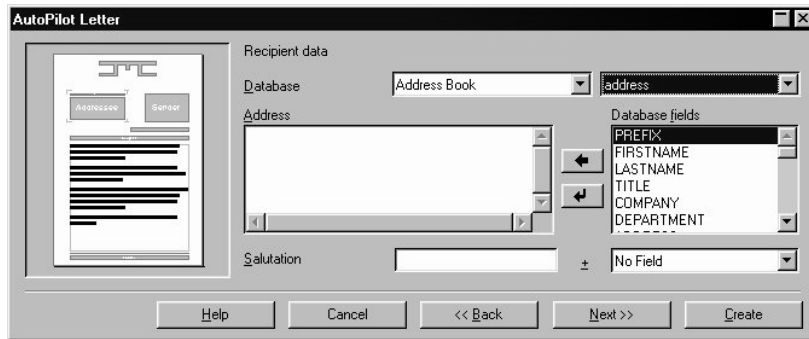 AutoPilot Letter
Recipient data
Database Address Book address
Address Database fields
PREFIX
FIRSTNAME
LASTNAME
TITLE
COMPANY
DEPARTMENT
Salutation + No Field
Help Cancel << Back Next >> Create
Addressee Sender